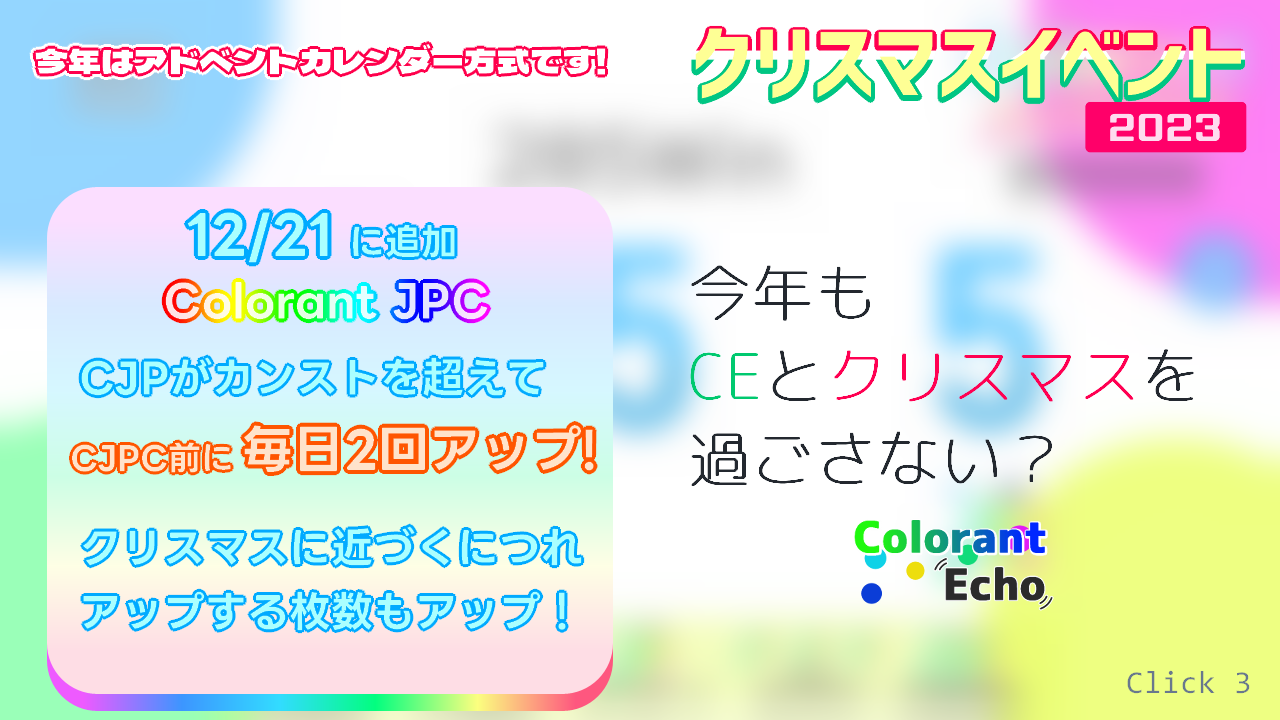 今年はアドベントカレンダー方式です!
クリスマスイベント
2023
12/21 に追加
Colorant JPC
CJPがカンストを超えて
CJPC前に 毎日2回アップ!
クリスマスに近づくにつれ
アップする枚数もアップ！
今年も
CEとクリスマスを
過ごさない？
Colorant
Echo
Click 3